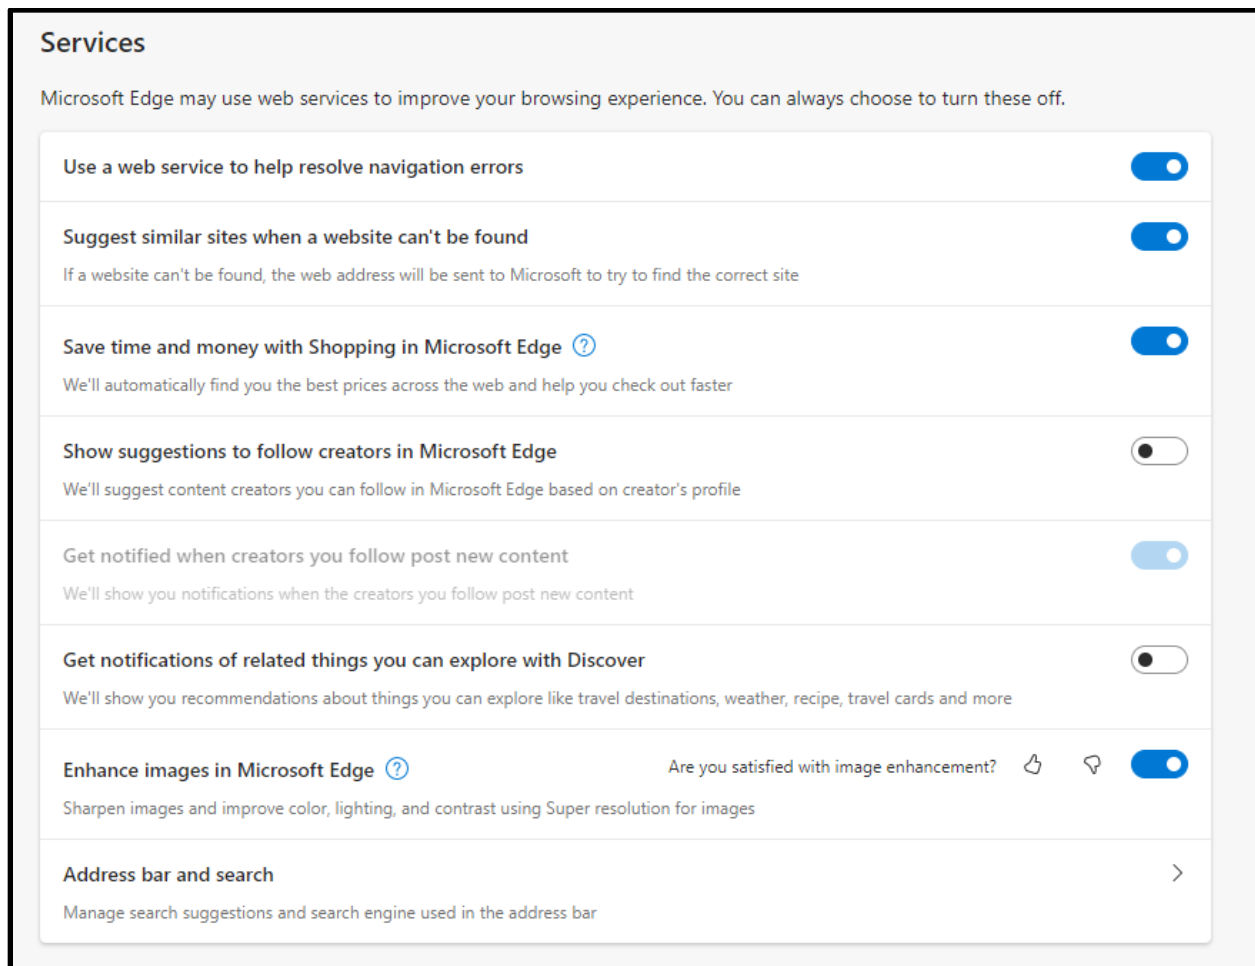 Services
Microsoft Edge may use web services to improve your browsing experience. You can always choose to turn these off.
Use a web service to help resolve navigation errors
Suggest similar sites when a website can't be found
If a website can't be found, the web address will be sent to Microsoft to try to find the correct site
Save time and money with Shopping in Microsoft Edge ?
We'll automatically find you the best prices across the web and help you check out faster
Show suggestions to follow creators in Microsoft Edge
We'll suggest content creators you can follow in Microsoft Edge based on creator's profile
Get notified when creators you follow post new content
We'll show you notifications when the creators you follow post new content
Get notifications of related things you can explore with Discover
We'll show you recommendations about things you can explore like travel destinations, weather, recipe, travel cards and more
Enhance images in Microsoft Edge ? Are you satisfied with image enhancement?
Sharpen images and improve color, lighting, and contrast using Super resolution for images
Address bar and search
Manage search suggestions and search engine used in the address bar